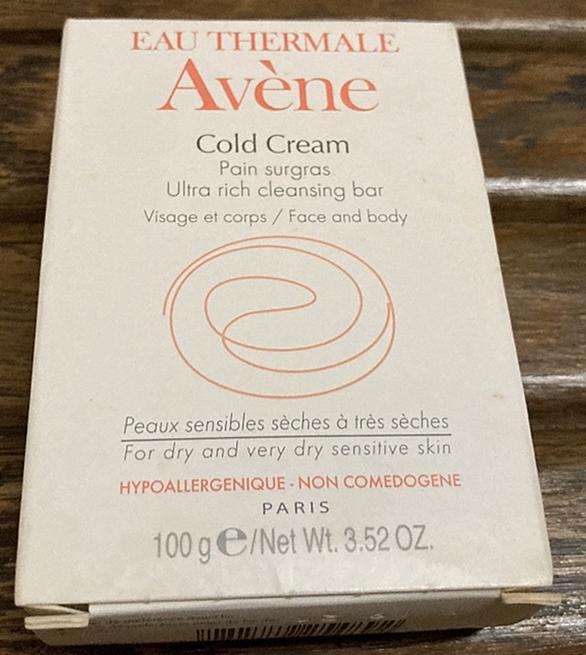 EAU THERMALE
Avène
Cold Cream
Pain surgras
Ultra rich cleansing bar
Visage et corps / Face and body
Peaux sensibles sèches à très sèches
For dry and very dry sensitive skin
HYPOALLERGENIQUE - NON COMEDOGENE
PARIS
100 g e/Net Wt. 3.52 OZ.